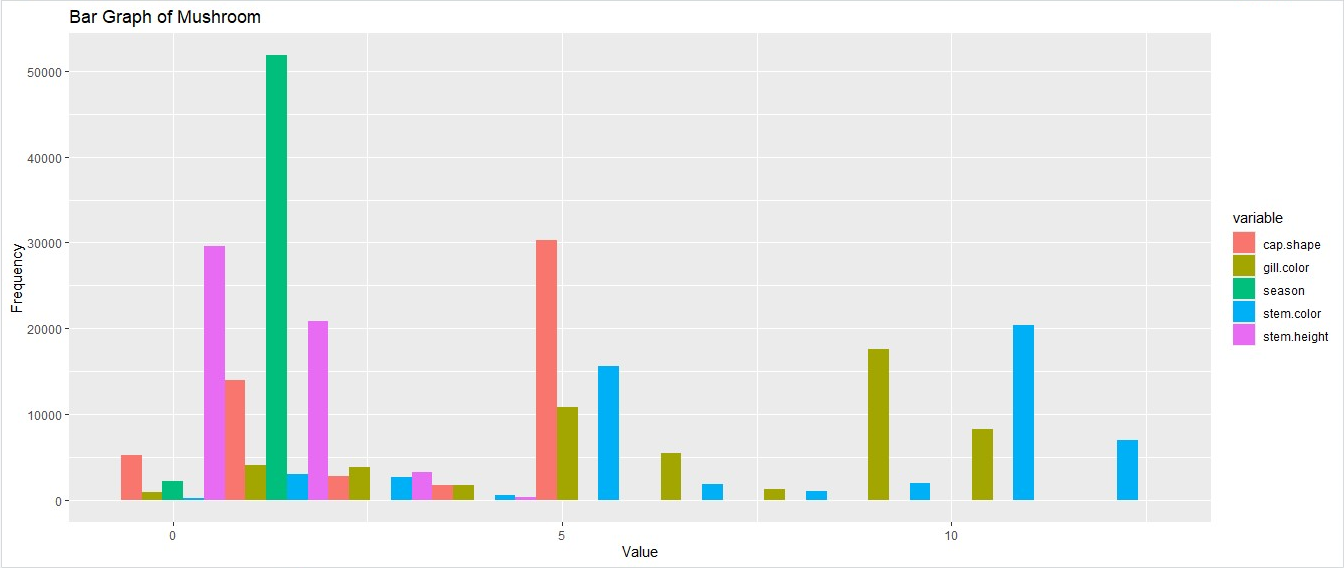 Bar Graph of Mushroom
50000
40000
30000
20000
10000
0
Frequency
0
5
10
Value
variable
cap.shape
gill.color
season
stem.color
stem.height